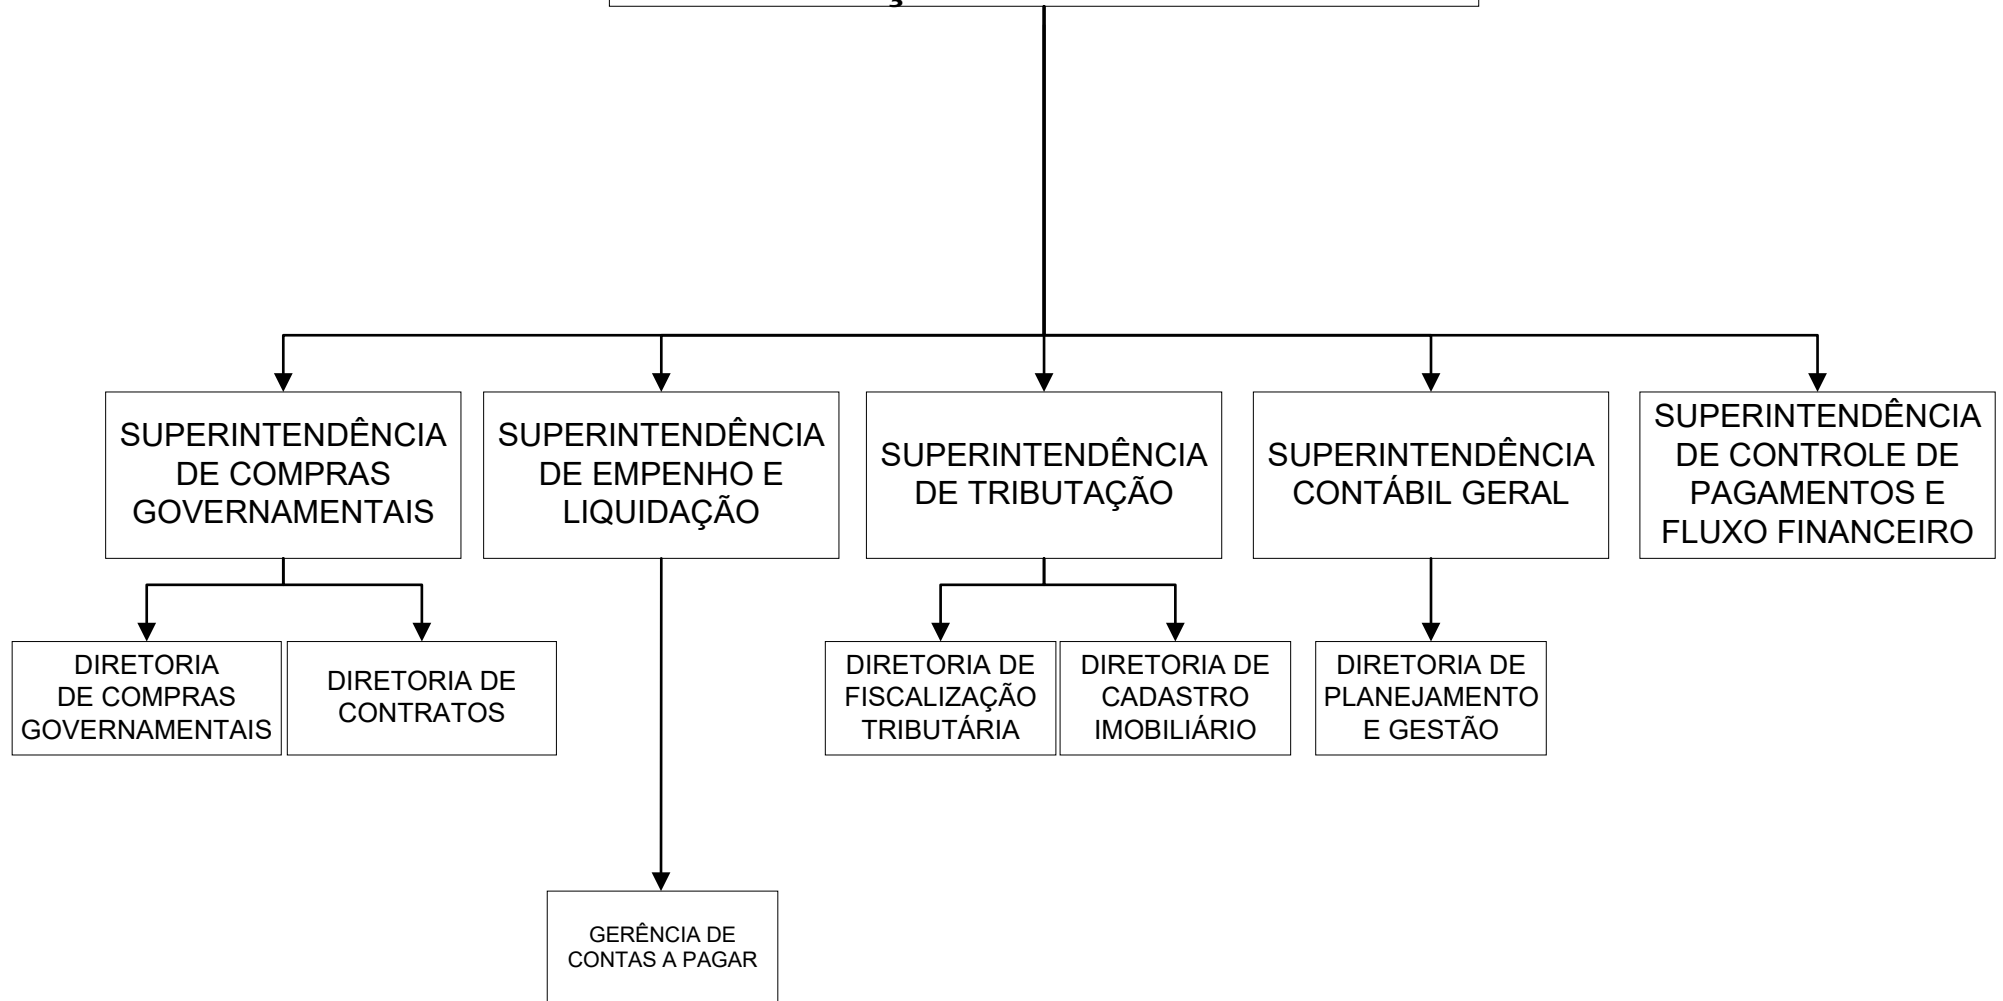 SUPERINTENDÊNCIA
DE COMPRAS
GOVERNAMENTAIS
SUPERINTENDÊNCIA
DE EMPENHO E
LIQUIDAÇÃO
SUPERINTENDÊNCIA
DE TRIBUTAÇÃO
SUPERINTENDÊNCIA
CONTÁBIL GERAL
SUPERINTENDÊNCIA
DE CONTROLE DE
PAGAMENTOS E
FLUXO FINANCEIRO
DIRETORIA
DE COMPRAS
GOVERNAMENTAIS
DIRETORIA DE
CONTRATOS
DIRETORIA DE
FISCALIZAÇÃO
TRIBUTÁRIA
DIRETORIA DE
CADASTRO
IMOBILIÁRIO
DIRETORIA DE
PLANEJAMENTO
E GESTÃO
GERÊNCIA DE
CONTAS A PAGAR